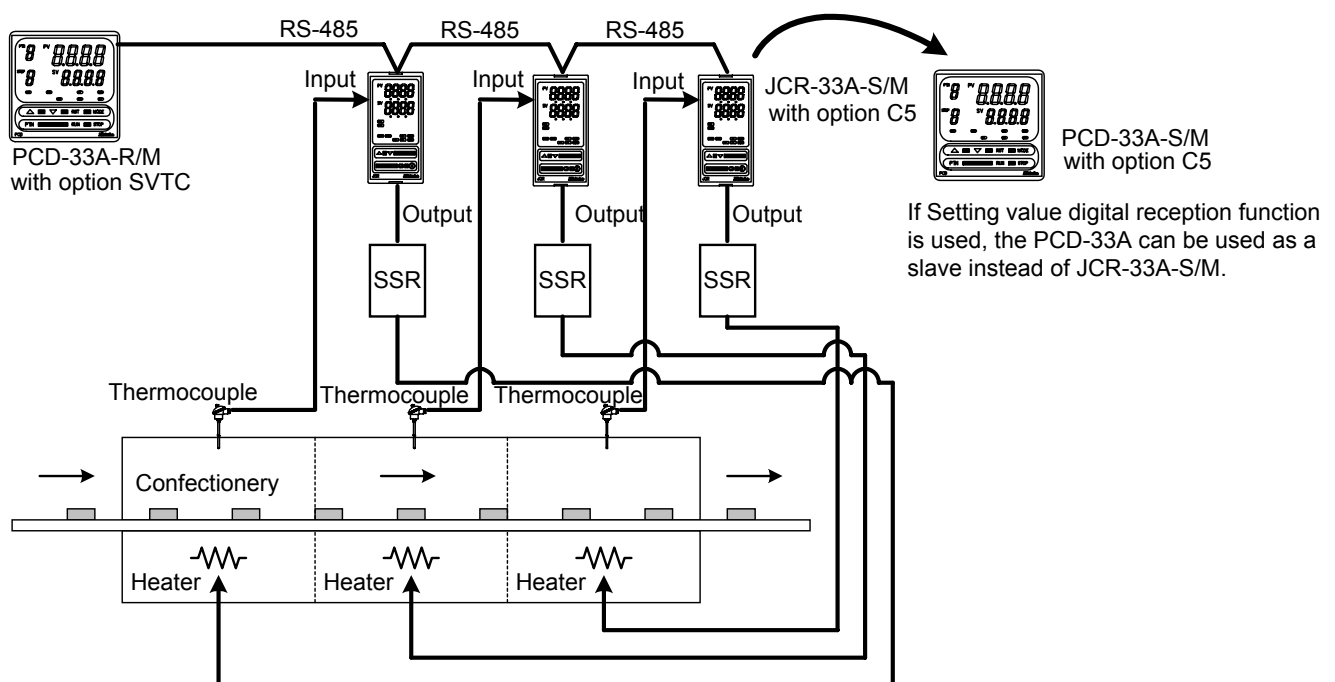 RS-485 RS-485 RS-485
Input Input Input
PV
SV
PCD
PCD-33A-R/M
with option SVTC
JCR-33A-S/M
with option C5
PCD-33A-S/M
with option C5
If Setting value digital reception function
is used, the PCD-33A can be used as a
slave instead of JCR-33A-S/M.
Output Output Output
SSR SSR SSR
Thermocouple Thermocouple Thermocouple
Confectionery
Heater Heater Heater